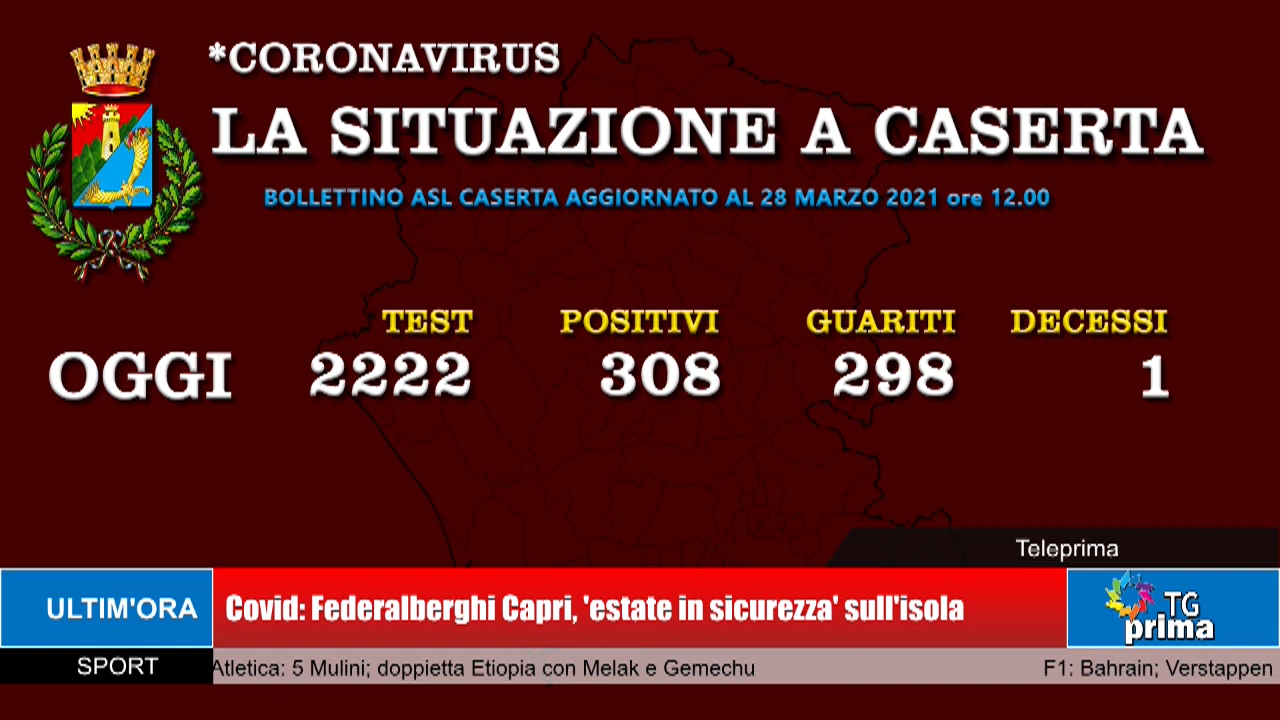 *CORONAVIRUS
LA SITUAZIONE A CASERTA
BOLLETTINO ASL CASERTA AGGIORNATO AL 28 MARZO 2021 ore 12.00
TEST POSITIVI GUARITI DECESSI
OGGI 2222 308 298 1
Teleprima
ULTIM'ORA Covid: Federalberghi Capri, 'estate in sicurezza' sull'isola
TG
prima
SPORT Atletica: 5 Mulini; doppietta Etiopia con Melak e Gemechu F1: Bahrain; Verstappen